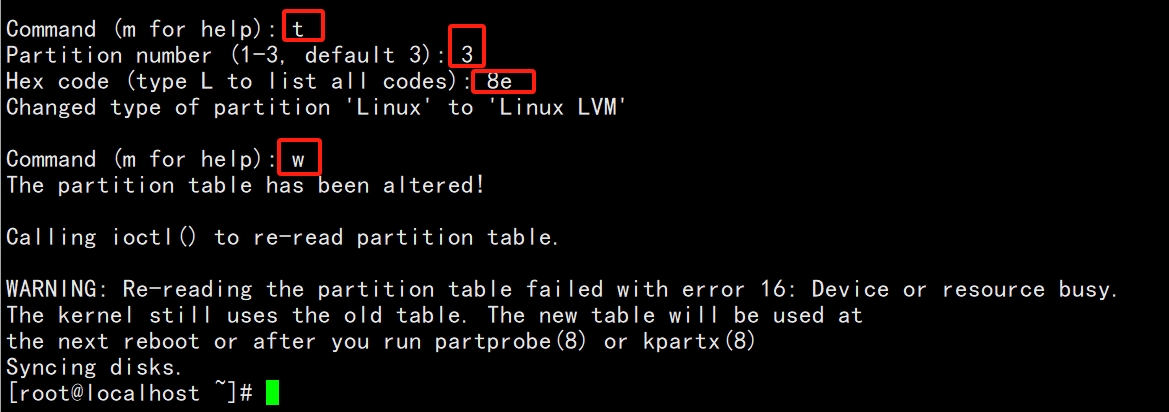 Command (m for help): t
Partition number (1-3, default 3): 3
Hex code (type L to list all codes): 8e
Changed type of partition 'Linux' to 'Linux LVM'
Command (m for help): w
The partition table has been altered!
Calling ioctl() to re-read partition table.
WARNING: Re-reading the partition table failed with error 16: Device or resource busy.
The kernel still uses the old table. The new table will be used at
the next reboot or after you run partprobe(8) or kpartx(8)
Syncing disks.
[root@localhost ~]#